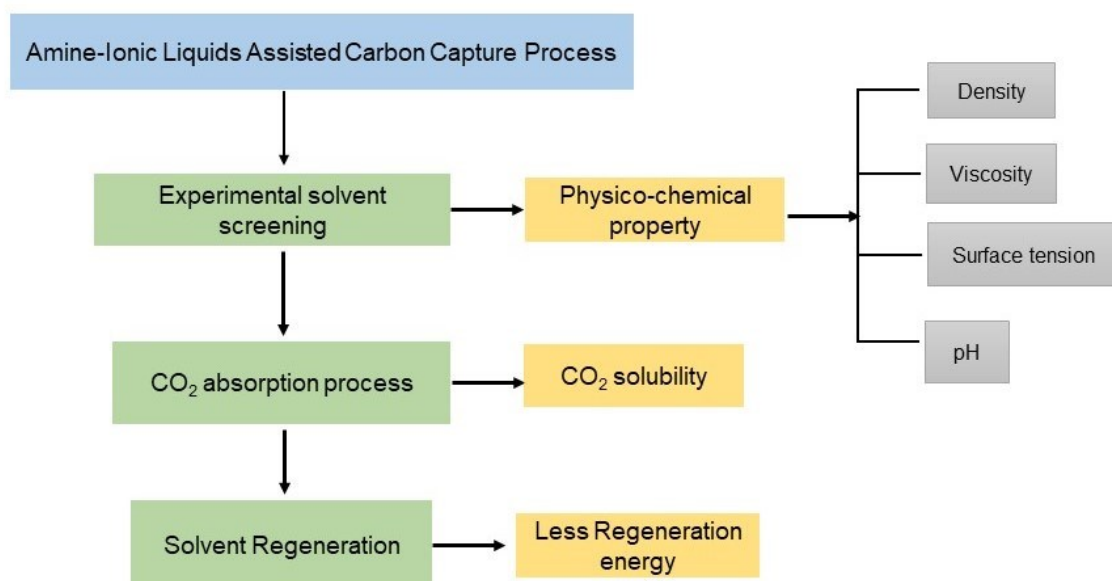 Amine-Ionic Liquids Assisted Carbon Capture Process
Experimental solvent
screening
Physico-chemical
property
Density
Viscosity
Surface tension
pH
CO₂ absorption process
CO₂ solubility
Solvent Regeneration
Less Regeneration
energy